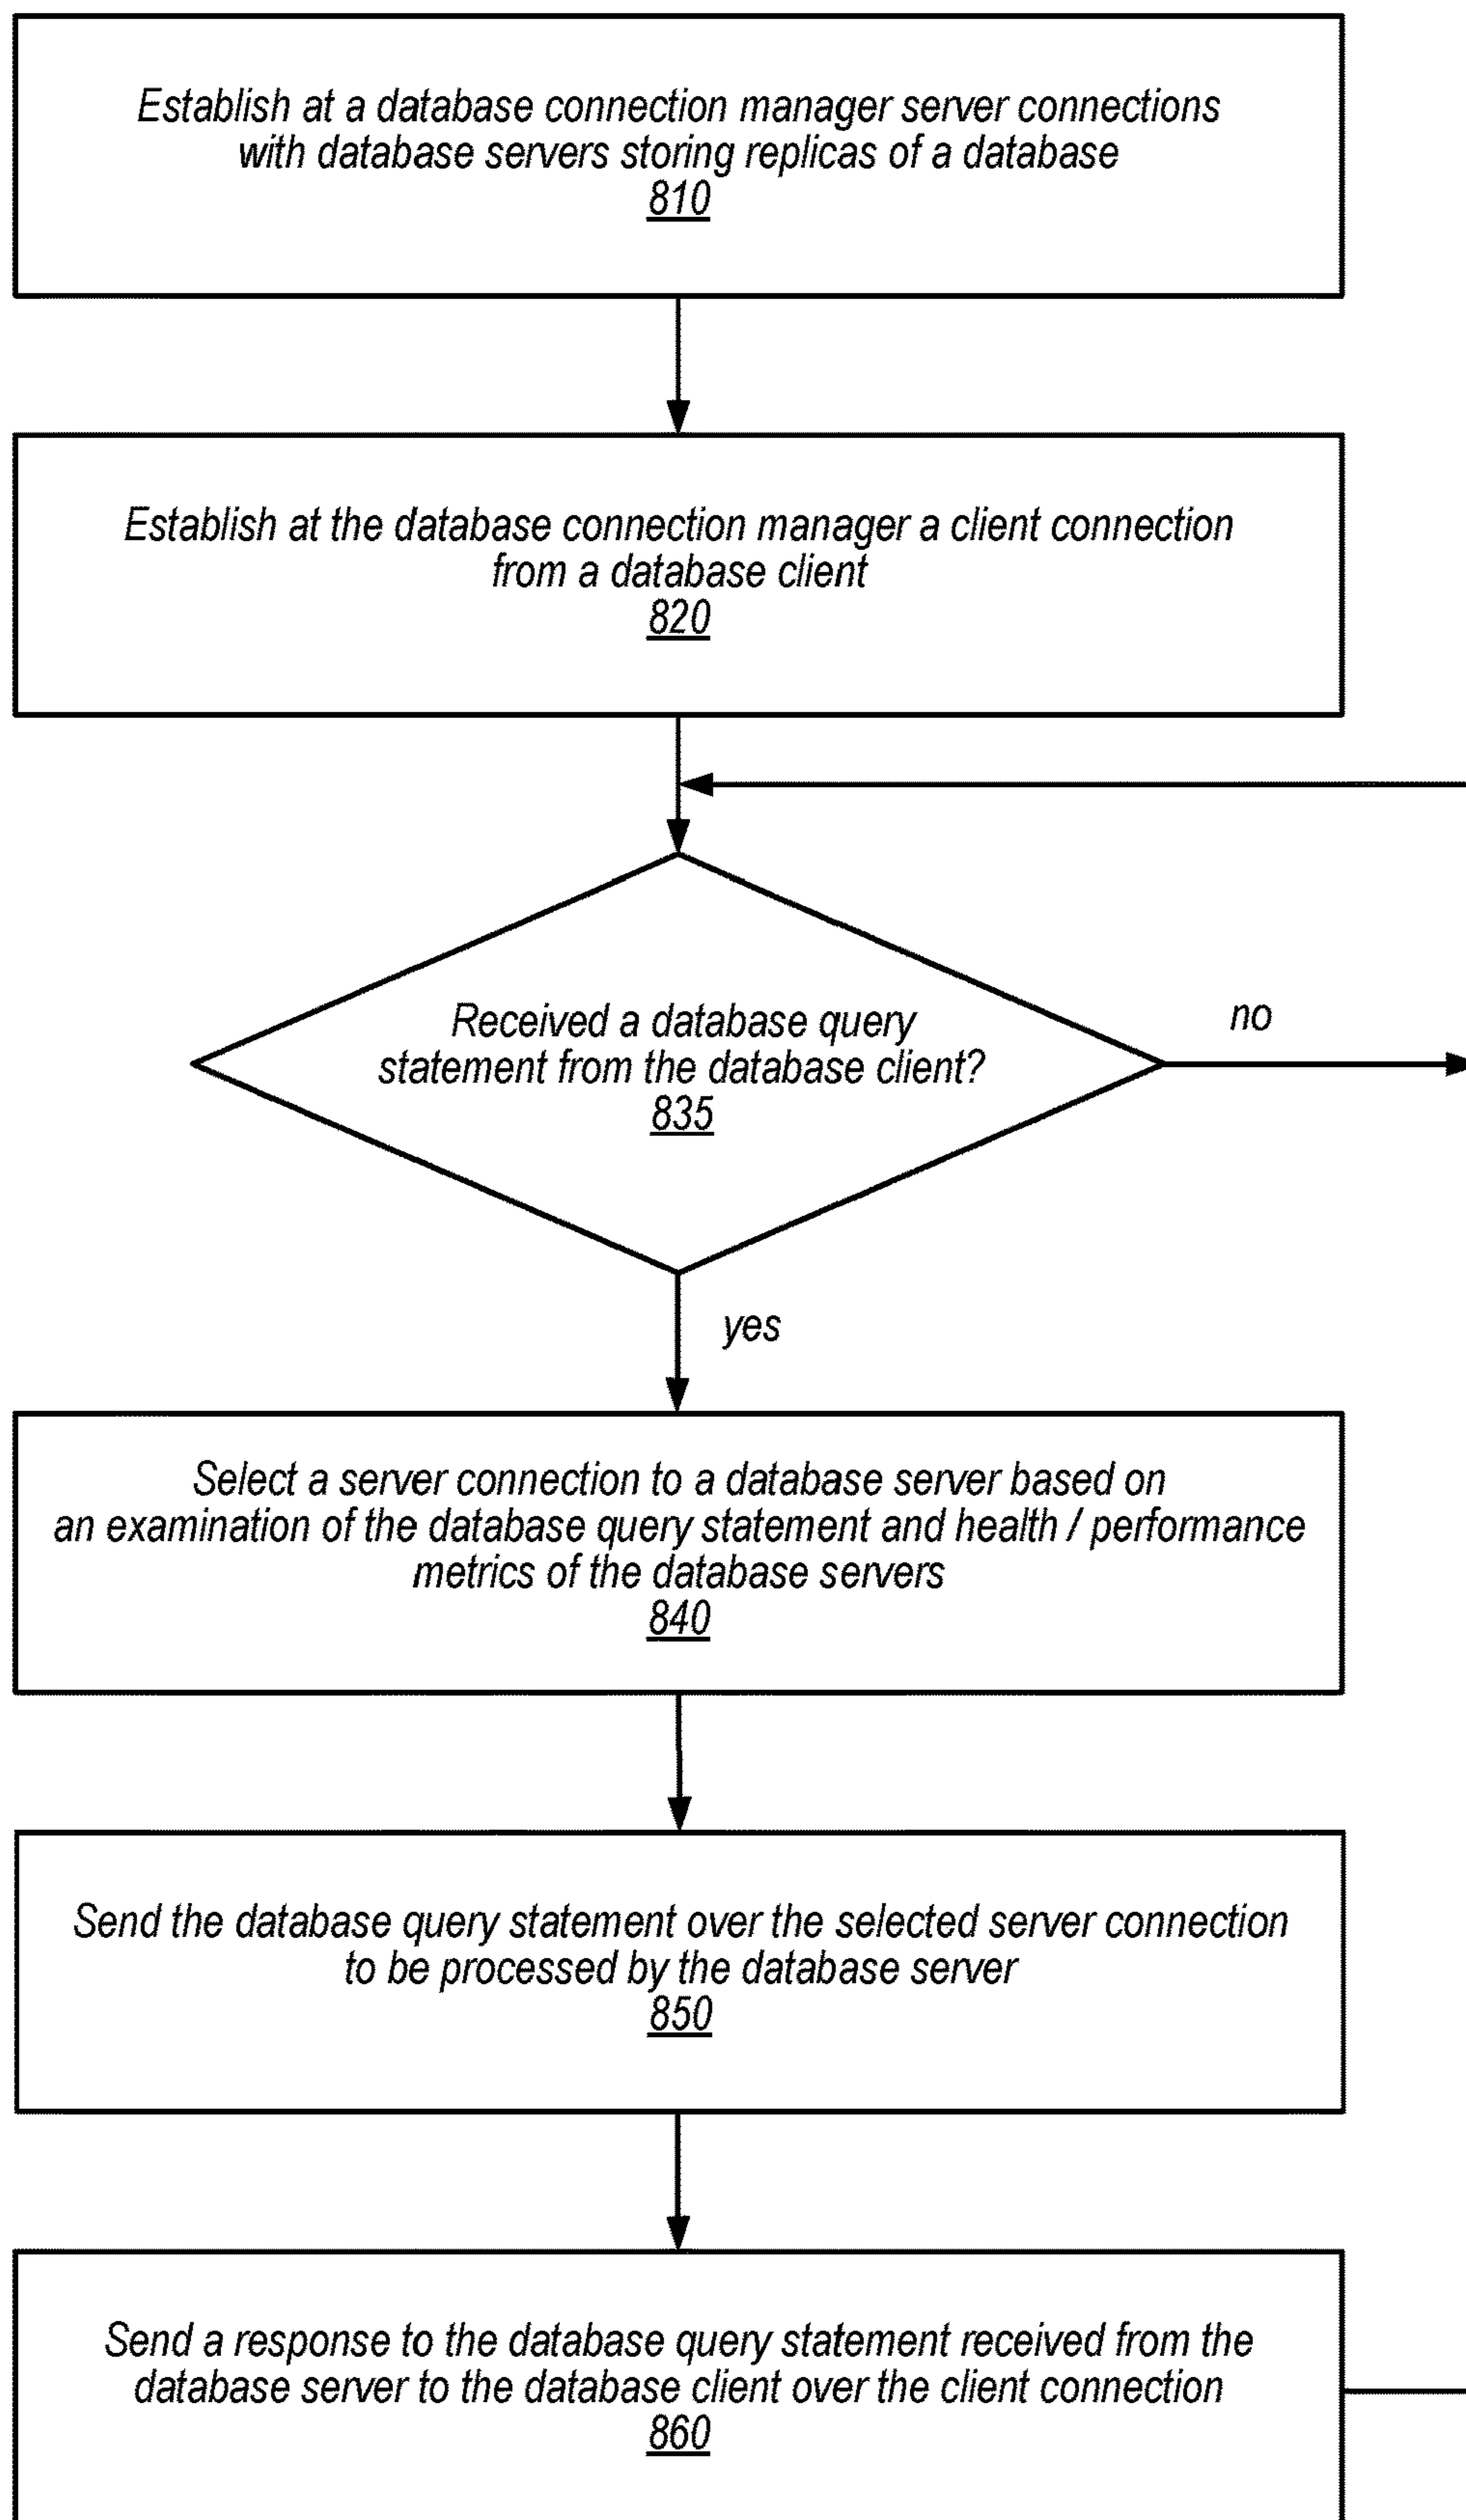 Establish at a database connection manager server connections
with database servers storing replicas of a database
810
Establish at the database connection manager a client connection
from a database client
820
Received a database query
statement from the database client?
835
no
yes
Select a server connection to a database server based on
an examination of the database query statement and health / performance
metrics of the database servers
840
Send the database query statement over the selected server connection
to be processed by the database server
850
Send a response to the database query statement received from the
database server to the database client over the client connection
860